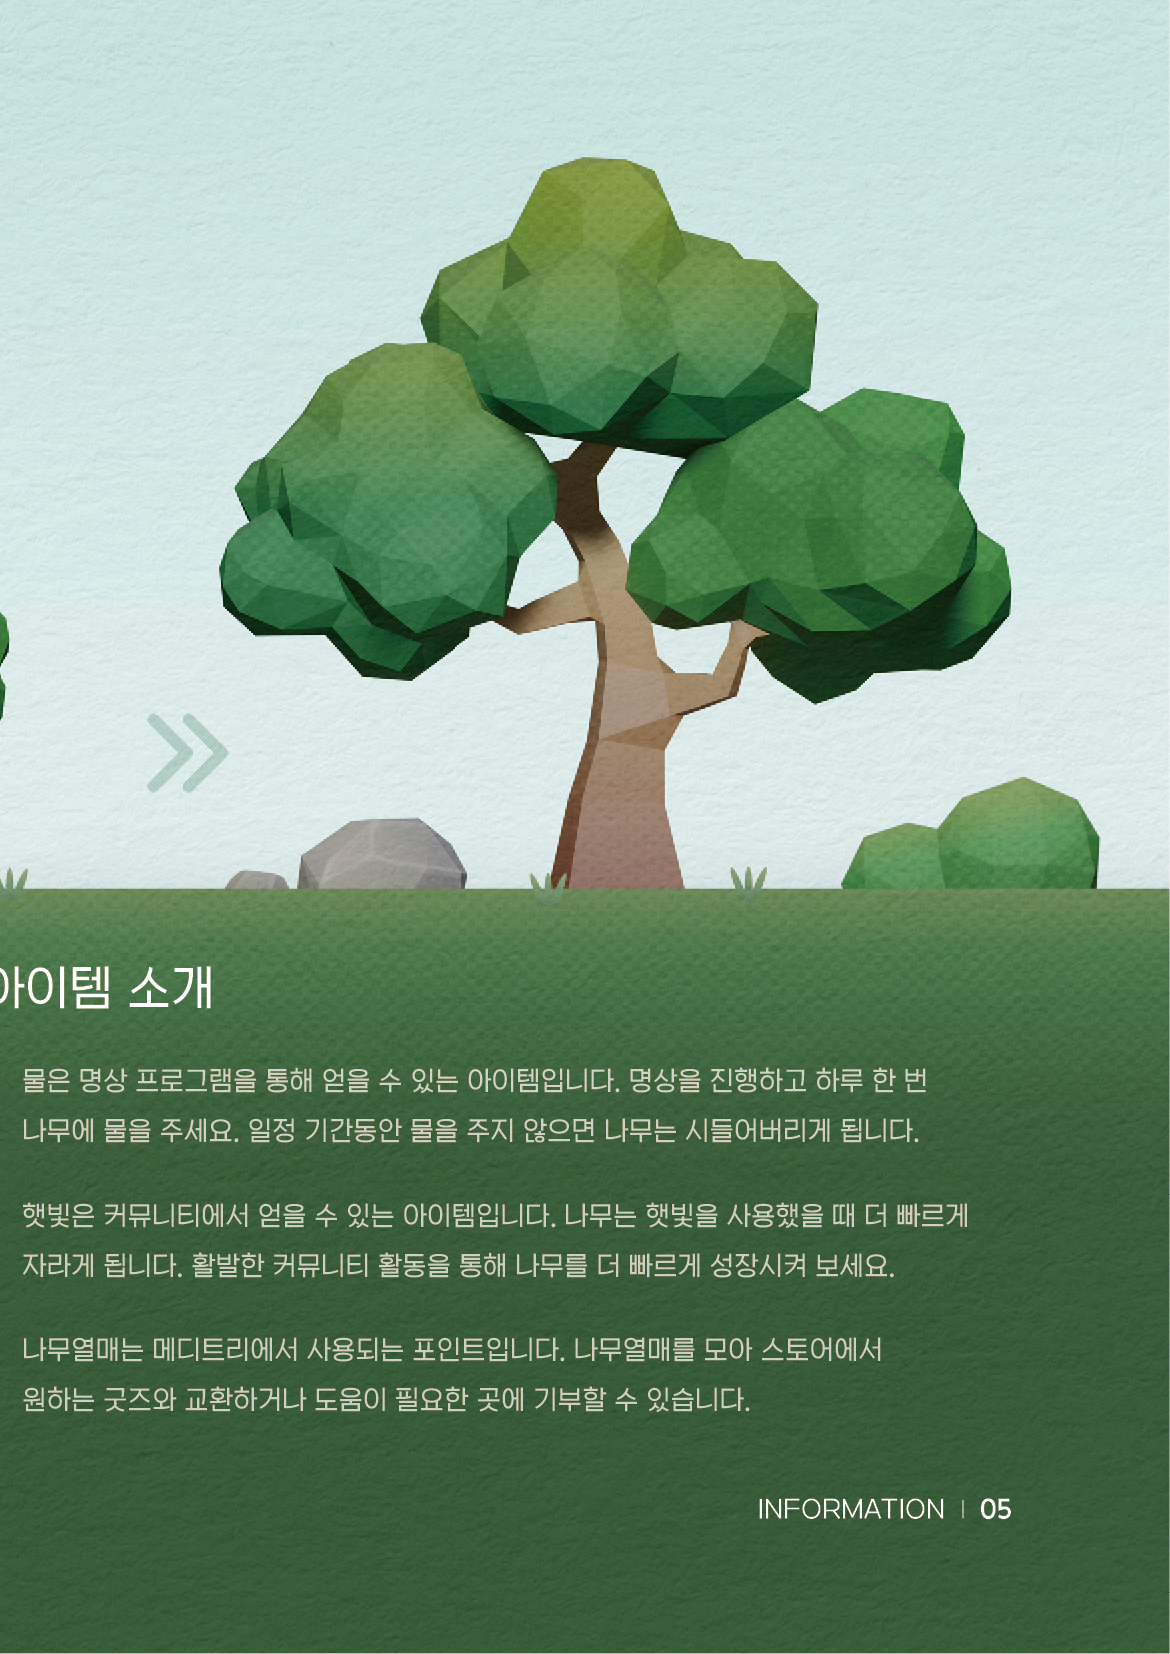 아이템 소개
물은 명상 프로그램을 통해 얻을 수 있는 아이템입니다. 명상을 진행하고 하루 한 번
나무에 물을 주세요. 일정 기간동안 물을 주지 않으면 나무는 시들어버리게 됩니다.
햇빛은 커뮤니티에서 얻을 수 있는 아이템입니다. 나무는 햇빛을 사용했을 때 더 빠르게
자라게 됩니다. 활발한 커뮤니티 활동을 통해 나무를 더 빠르게 성장시켜 보세요.
나무열매는 메디트리에서 사용되는 포인트입니다. 나무열매를 모아 스토어에서
원하는 굿즈와 교환하거나 도움이 필요한 곳에 기부할 수 있습니다.
INFORMATION | 05